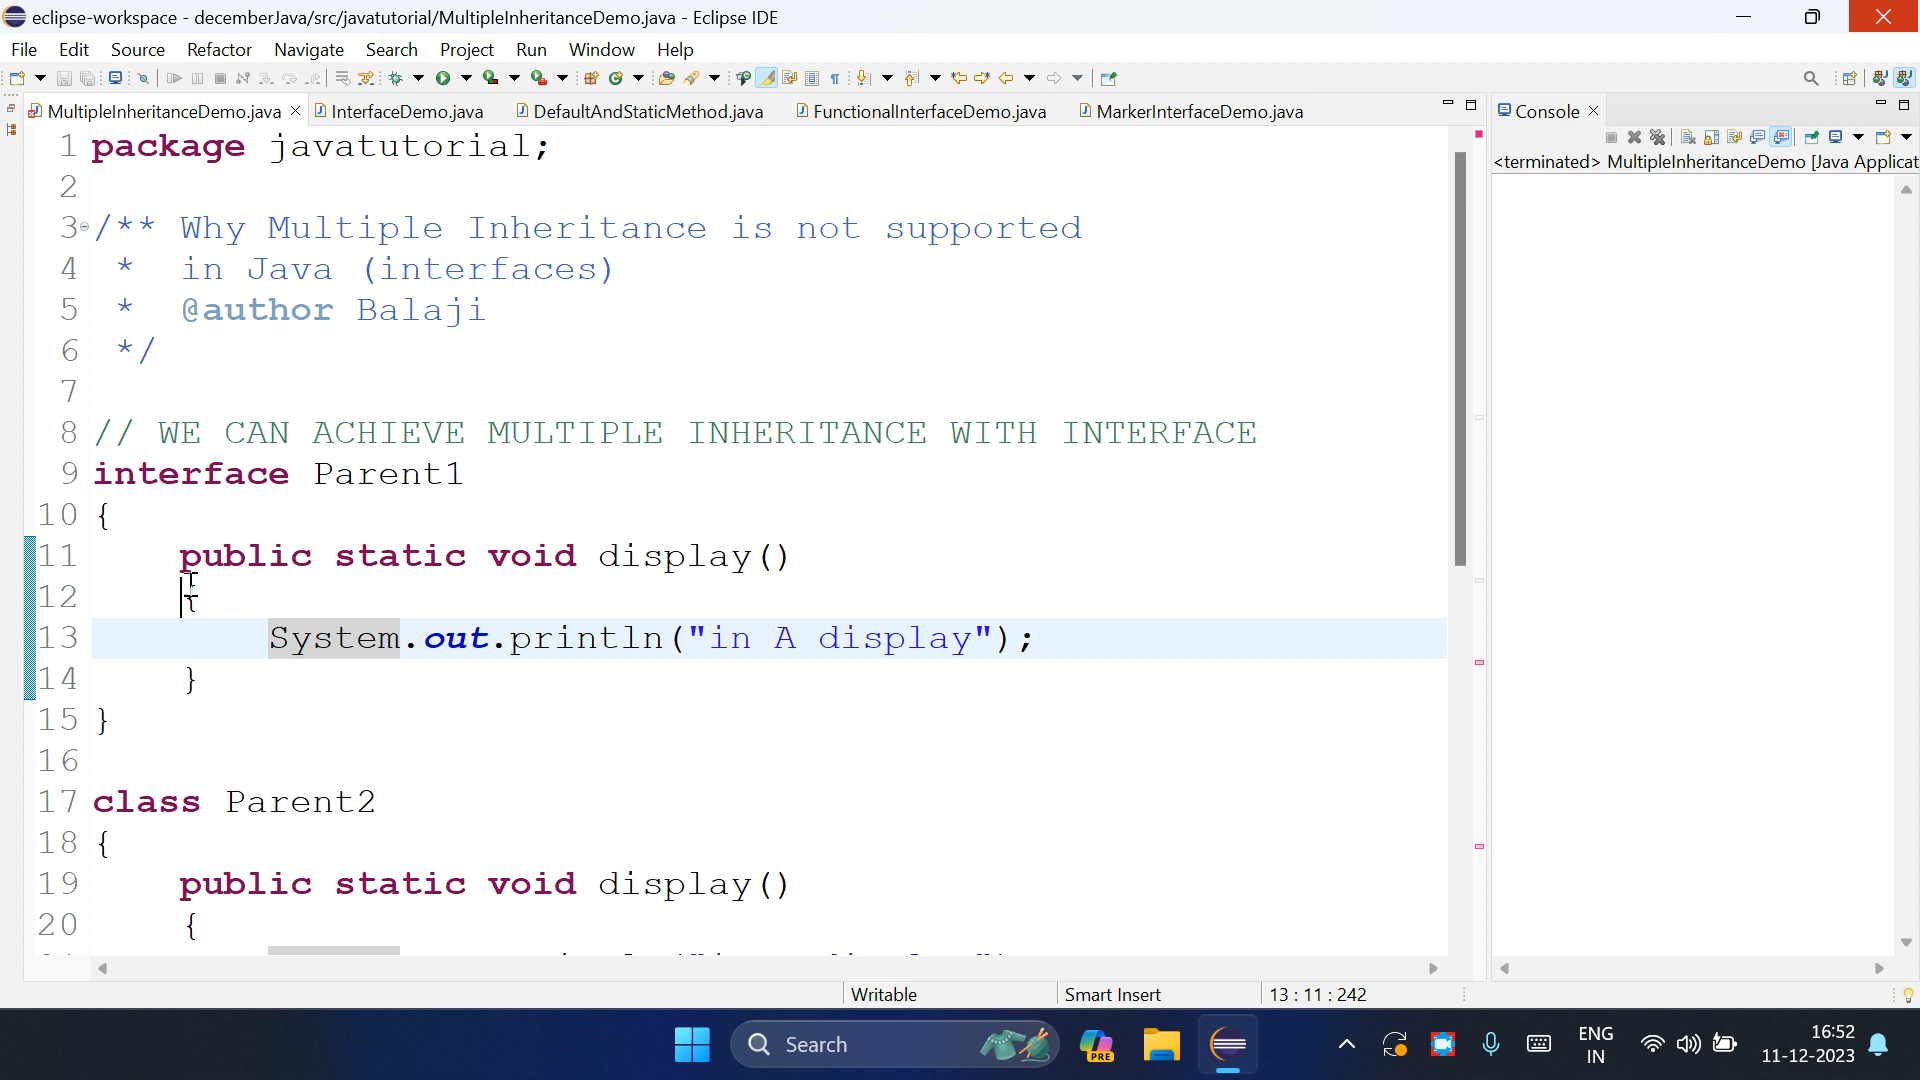 eclipse-workspace - decemberJava/src/javatutorial/MultipleInheritanceDemo.java - Eclipse IDE
File Edit Source Refactor Navigate Search Project Run Window Help
MultipleInheritanceDemo.java InterfaceDemo.java DefaultAndStaticMethod.java FunctionalInterfaceDemo.java MarkerInterfaceDemo.java
Console
<terminated> MultipleInheritanceDemo [Java Applicat
1 package javatutorial;
2
3 /** Why Multiple Inheritance is not supported
4 * in Java (interfaces)
5 * @author Balaji
6 */
7
8 // WE CAN ACHIEVE MULTIPLE INHERITANCE WITH INTERFACE
9 interface Parent1
10 {
11 public static void display()
12 {
13 System.out.println("in A display");
14 }
15 }
16
17 class Parent2
18 {
19 public static void display()
20 {
Writable Smart Insert 13 : 11 : 242
Search
PRE
ENG
IN
16:52
11-12-2023